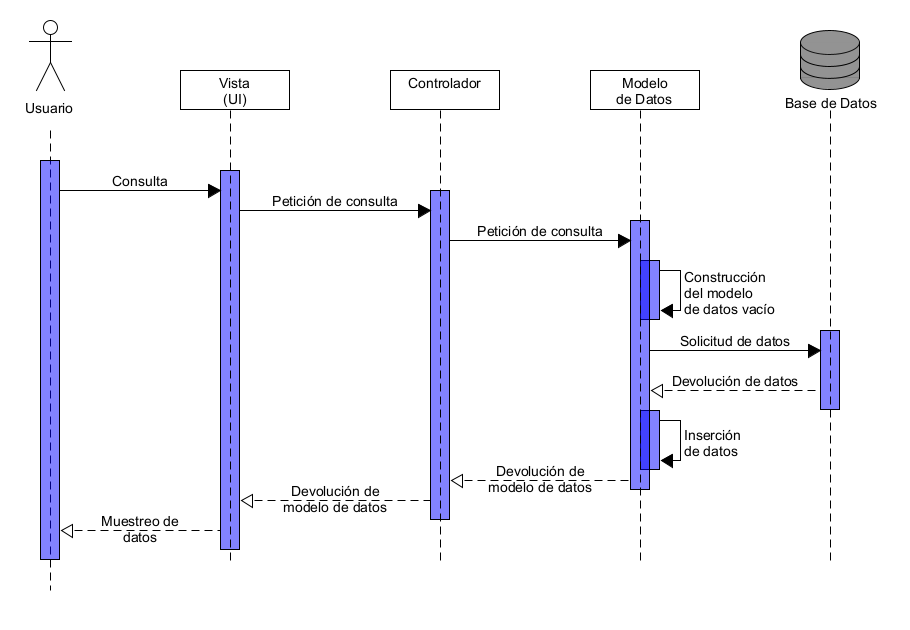 Usuario
Vista
(UI)
Controlador
Modelo
de Datos
Base de Datos
Consulta
Petición de consulta
Petición de consulta
Construcción
del modelo
de datos vacío
Solicitud de datos
Devolución de datos
Inserción
de datos
Devolución de
modelo de datos
Devolución de
modelo de datos
Muestreo de
datos